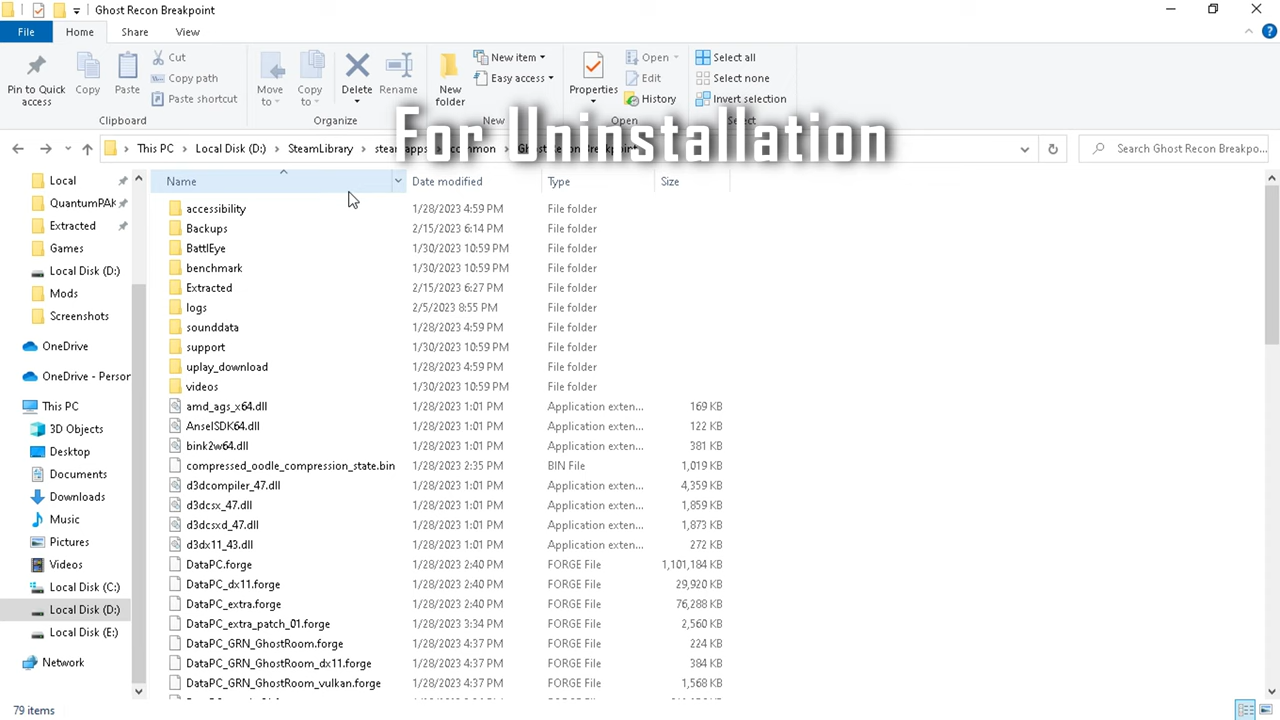 Ghost Recon Breakpoint
File Home Share View
Pin to Quick access
Copy
Paste
Cut
Copy path
Paste shortcut
Clipboard
Move to
Copy to
Delete
Rename
Organize
New folder
New item
Easy access
New
Properties
Open
Edit
History
Open
Select all
Select none
Invert selection
Select
For Uninstallation
This PC > Local Disk (D:) > SteamLibrary > steamapps > common > Ghost Recon Breakpoint
Search Ghost Recon Breakpo...
Local
QuantumPAK
Extracted
Games
Local Disk (D:)
Mods
Screenshots
OneDrive
OneDrive - Person
This PC
3D Objects
Desktop
Documents
Downloads
Music
Pictures
Videos
Local Disk (C:)
Local Disk (D:)
Local Disk (E:)
Network
Name Date modified Type Size
accessibility 1/28/2023 4:59 PM File folder
Backups 2/15/2023 6:14 PM File folder
BattlEye 1/30/2023 10:59 PM File folder
benchmark 1/30/2023 10:59 PM File folder
Extracted 2/15/2023 6:27 PM File folder
logs 2/5/2023 8:55 PM File folder
sounddata 1/28/2023 4:59 PM File folder
support 1/30/2023 10:59 PM File folder
uplay_download 1/28/2023 4:59 PM File folder
videos 1/30/2023 10:59 PM File folder
amd_ags_x64.dll 1/28/2023 1:01 PM Application exten... 169 KB
AnselSDK64.dll 1/28/2023 1:01 PM Application exten... 122 KB
bink2w64.dll 1/28/2023 1:01 PM Application exten... 381 KB
compressed_oodle_compression_state.bin 1/28/2023 2:35 PM BIN File 1,019 KB
d3dcompiler_47.dll 1/28/2023 1:01 PM Application exten... 4,359 KB
d3dcsx_47.dll 1/28/2023 1:01 PM Application exten... 1,859 KB
d3dcsxd_47.dll 1/28/2023 1:01 PM Application exten... 1,873 KB
d3dx11_43.dll 1/28/2023 1:01 PM Application exten... 272 KB
DataPC.forge 1/28/2023 2:40 PM FORGE File 1,101,184 KB
DataPC_dx11.forge 1/28/2023 2:40 PM FORGE File 29,920 KB
DataPC_extra.forge 1/28/2023 2:40 PM FORGE File 76,288 KB
DataPC_extra_patch_01.forge 1/28/2023 3:34 PM FORGE File 2,560 KB
DataPC_GRN_GhostRoom.forge 1/28/2023 4:37 PM FORGE File 224 KB
DataPC_GRN_GhostRoom_dx11.forge 1/28/2023 4:37 PM FORGE File 384 KB
DataPC_GRN_GhostRoom_vulkan.forge 1/28/2023 4:37 PM FORGE File 1,568 KB
79 items